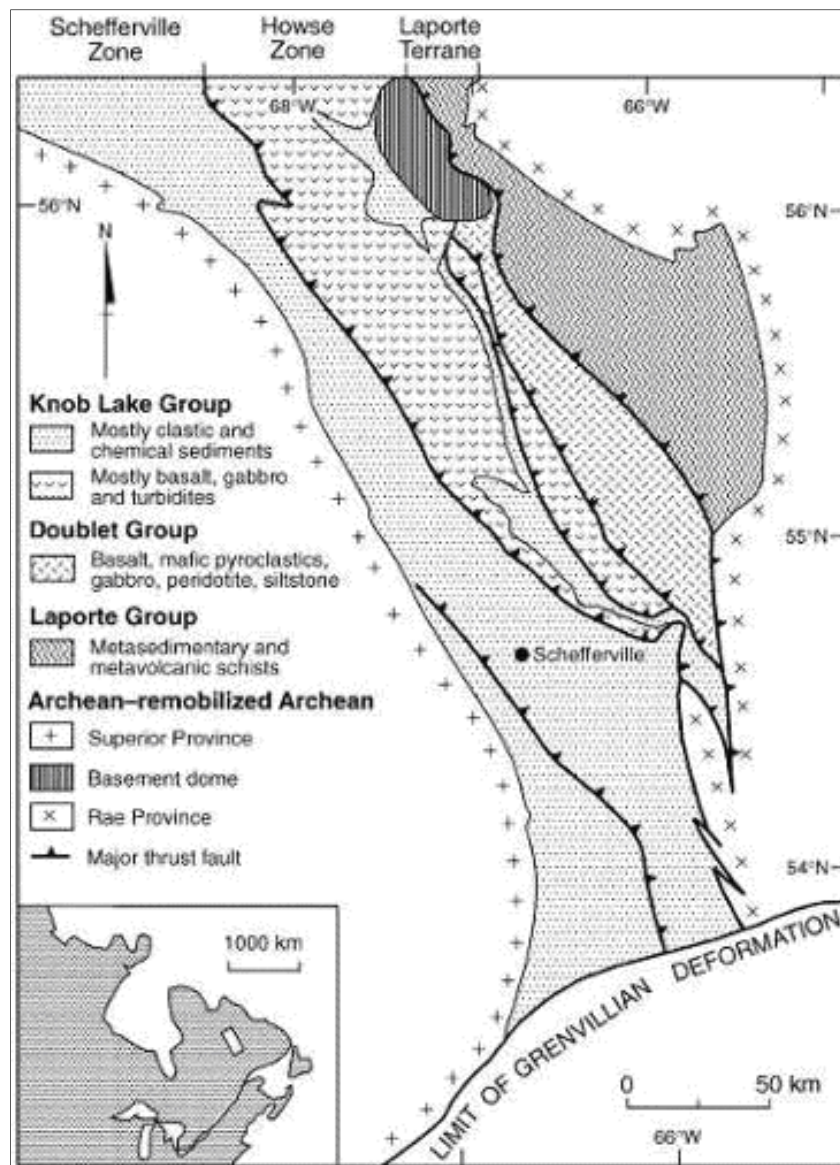 Schefferville
Zone
Howse
Zone
Laporte
Terrane
68°W
66°W
56°N
56°N
N
Knob Lake Group
Mostly clastic and
chemical sediments
Mostly basalt, gabbro
and turbidites
Doublet Group
Basalt, mafic pyroclastics,
gabbro, peridotite, siltstone
Laporte Group
Metasedimentary and
metavolcanic schists
Archean–remobilized Archean
Superior Province
Basement dome
Rae Province
Major thrust fault
55°N
Schefferville
54°N
LIMIT OF GRENVILLIAN DEFORMATION
1000 km
0 50 km
66°W